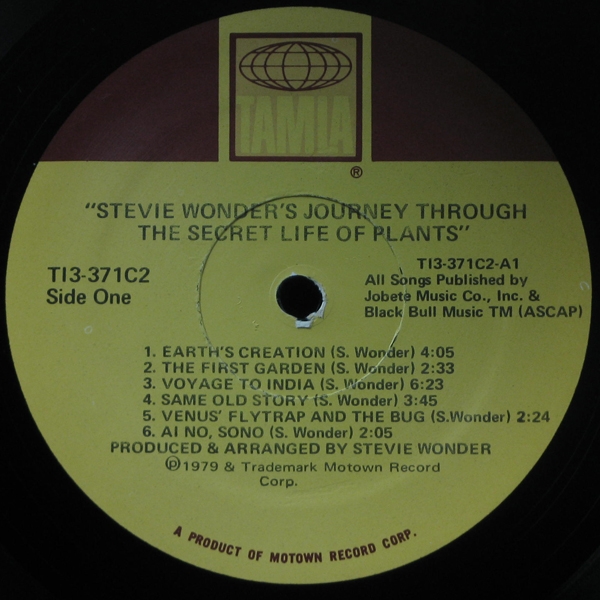 TAMLA
®
"STEVIE WONDER'S JOURNEY THROUGH
THE SECRET LIFE OF PLANTS"
T13-371C2
Side One
T13-371C2-A1
All Songs Published by
Jobete Music Co., Inc. &
Black Bull Music TM (ASCAP)
1. EARTH'S CREATION (S. Wonder) 4:05
2. THE FIRST GARDEN (S. Wonder) 2:33
3. VOYAGE TO INDIA (S. Wonder) 6:23
4. SAME OLD STORY (S. Wonder) 3:45
5. VENUS' FLYTRAP AND THE BUG (S.Wonder) 2:24
6. AI NO, SONO (S. Wonder) 2:05
PRODUCED & ARRANGED BY STEVIE WONDER
℗1979 & Trademark Motown Record
Corp.
A PRODUCT OF MOTOWN RECORD CORP.